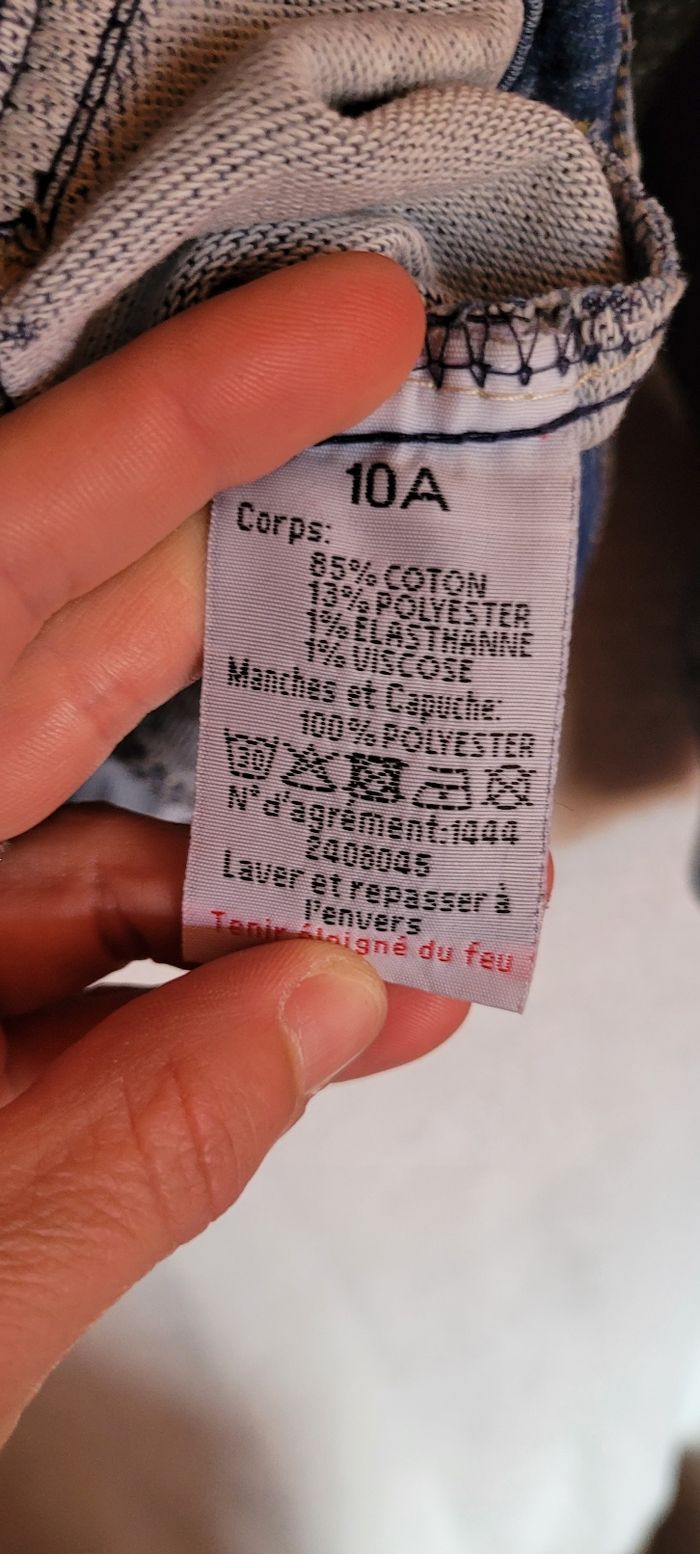 10A
Corps:
85% COTON
13% POLYESTER
1% ELASTHANNE
1% VISCOSE
Manches et Capuche:
100% POLYESTER
30
N° d'agrément:1444
2408045
Laver et repasser à
l'envers
Tenir éloigné du feu